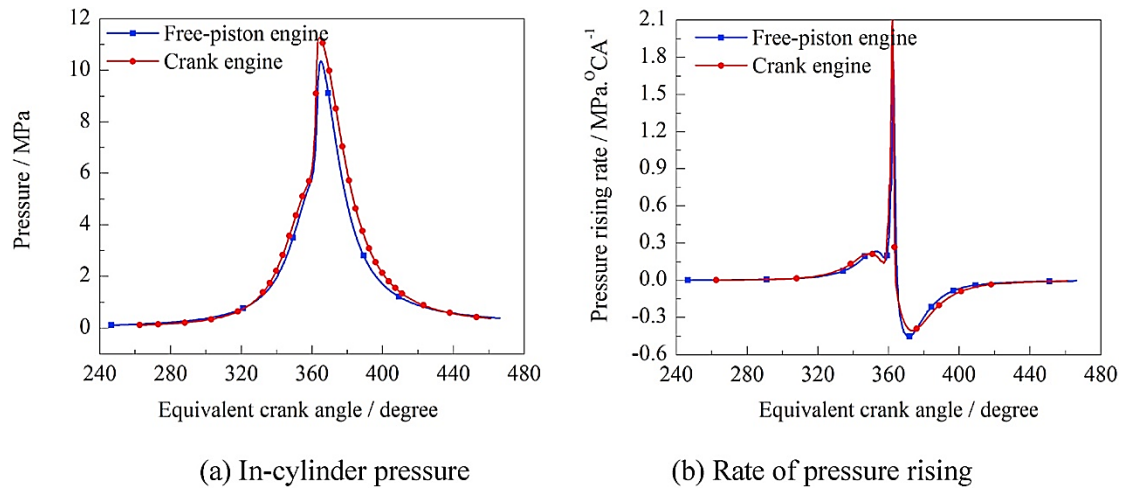 12
10
8
6
4
2
0
Pressure / MPa
Free-piston engine
Crank engine
240 280 320 360 400 440 480
Equivalent crank angle / degree
(a) In-cylinder pressure
2.1
1.8
1.5
1.2
0.9
0.6
0.3
0.0
-0.3
-0.6
Pressure rising rate / MPa.°CA⁻¹
Free-piston engine
Crank engine
240 280 320 360 400 440 480
Equivalent crank angle / degree
(b) Rate of pressure rising